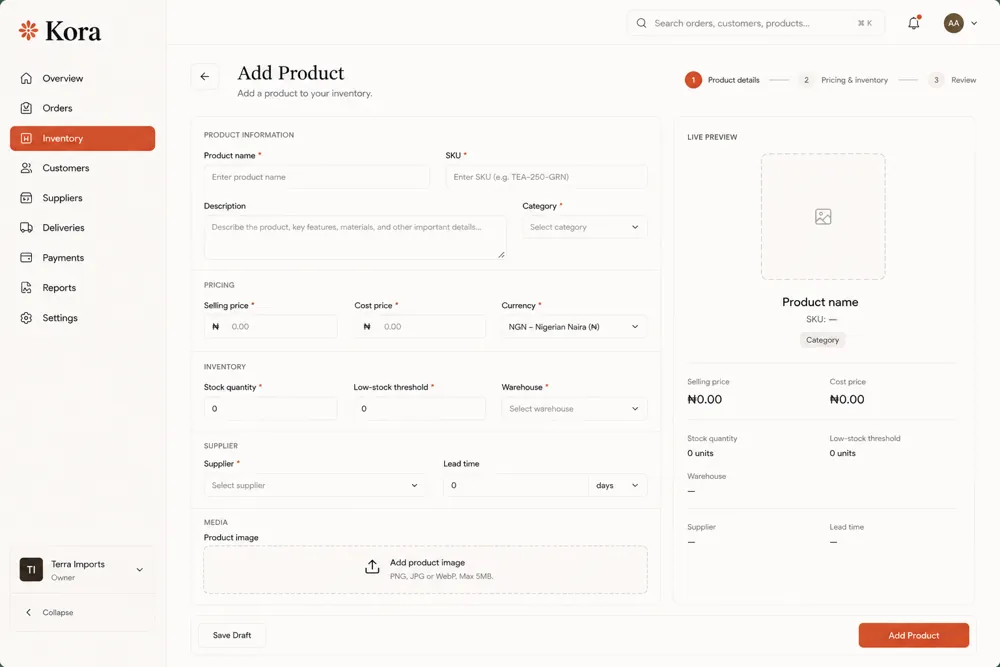 Kora
Search orders, customers, products...
⌘ K
AA
Overview
Orders
Inventory
Customers
Suppliers
Deliveries
Payments
Reports
Settings
TI
Terra Imports
Owner
Collapse
Add Product
Add a product to your inventory.
1 Product details
2 Pricing & Inventory
3 Review
PRODUCT INFORMATION
Product name *
Enter product name
SKU *
Enter SKU (e.g. TEA-250-GRN)
Description
Describe the product, key features, materials, and other important details...
Category *
Select category
PRICING
Selling price *
₦ 0.00
Cost price *
₦ 0.00
Currency *
NGN – Nigerian Naira (₦)
INVENTORY
Stock quantity *
0
Low-stock threshold *
0
Warehouse *
Select warehouse
SUPPLIER
Supplier *
Select supplier
Lead time
0
days
MEDIA
Product image
Add product image
PNG, JPG or WebP, Max 5MB.
LIVE PREVIEW
Product name
SKU: —
Category
Selling price
₦0.00
Cost price
₦0.00
Stock quantity
0 units
Low-stock threshold
0 units
Warehouse
—
Supplier
—
Lead time
—
Save Draft
Add Product